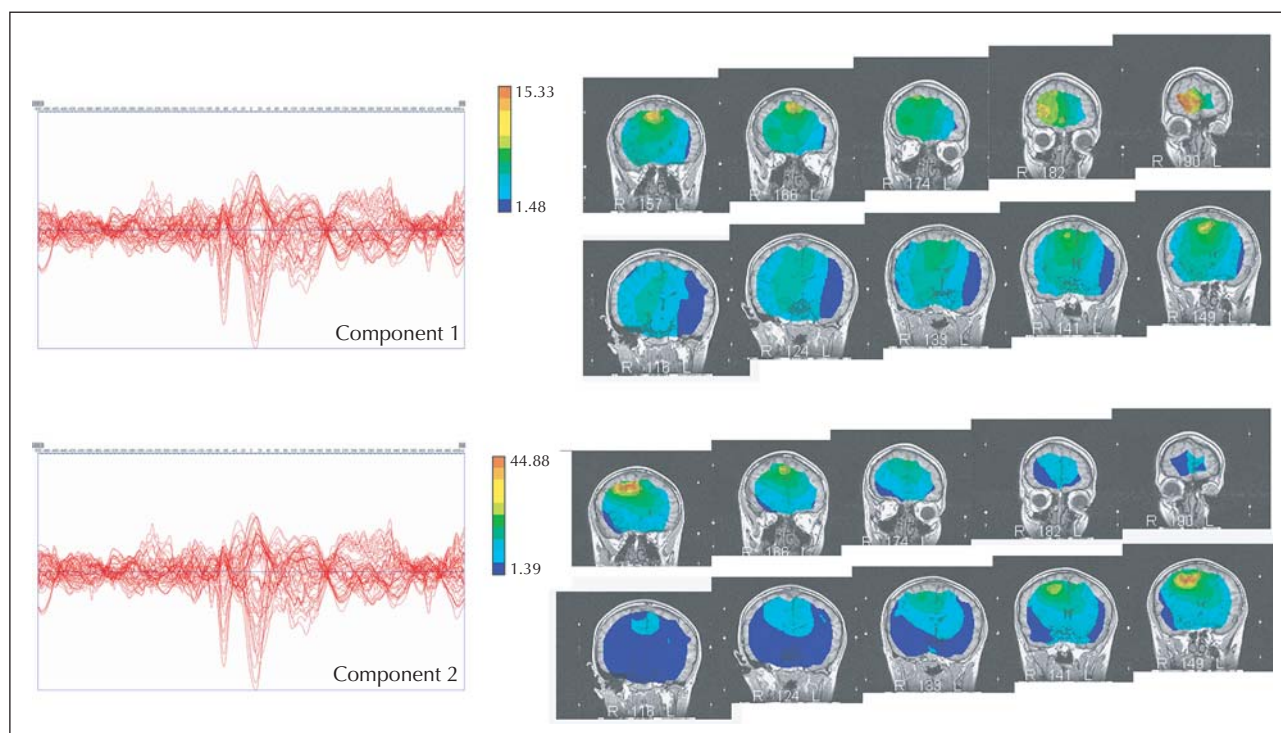 15.33
1.48
R 157 L
R 166 L
R 174 L
R 182
R 190 L
Component 1
R 116 L
R 124 L
R 133 L
R 141 L
R 149 L
44.88
1.39
R 166 L
R 174 L
R 182 L
R 190 L
Component 2
R 116 L
R 124 L
R 133 L
R 141 L
R 149 L